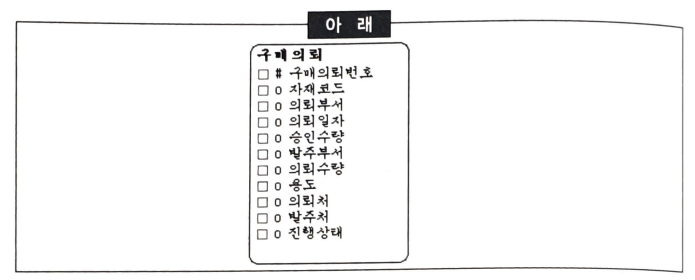 아 래
구매의뢰
□ # 구매의뢰번호
□ o 자재코드
□ o 의뢰부서
□ o 의뢰일자
□ o 승인수량
□ o 발주부서
□ o 의뢰수량
□ o 용도
□ o 의뢰처
□ o 발주처
□ o 진행상태